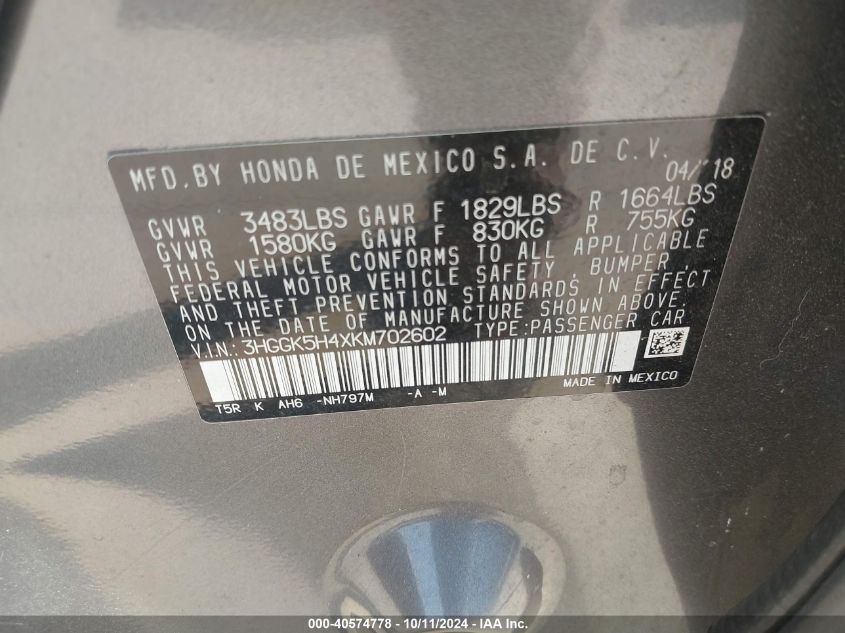 MFD. BY HONDA DE MEXICO S.A. DE C.V. 04/'18
GVWR 3483LBS GAWR F 1829LBS R 1664LBS
GVWR 1580KG GAWR F 830KG R 755KG
THIS VEHICLE CONFORMS TO ALL APPLICABLE
FEDERAL MOTOR VEHICLE SAFETY, BUMPER,
AND THEFT PREVENTION STANDARDS IN EFFECT
ON THE DATE OF MANUFACTURE SHOWN ABOVE.
V.I.N.: 3HGGK5H4XKM702602 TYPE:PASSENGER CAR
MADE IN MEXICO
T5R K AH6 -NH797M -A -M
000-40574778 - 10/11/2024 - IAAI, Inc.